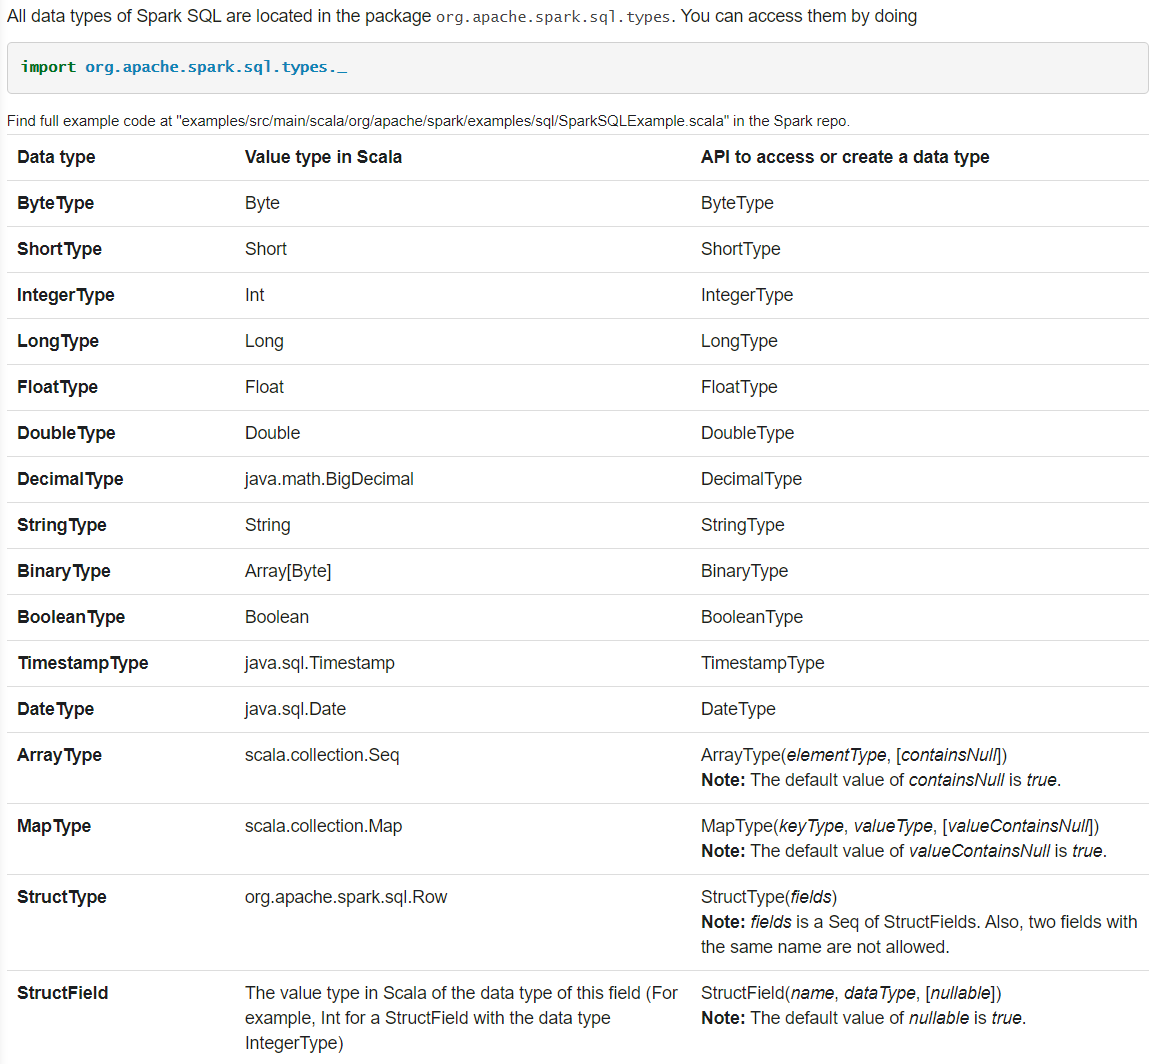 All data types of Spark SQL are located in the package org.apache.spark.sql.types. You can access them by doing
import org.apache.spark.sql.types._
Find full example code at "examples/src/main/scala/org/apache/spark/examples/sql/SparkSQLExample.scala" in the Spark repo.
Data type Value type in Scala API to access or create a data type
ByteType Byte ByteType
ShortType Short ShortType
IntegerType Int IntegerType
LongType Long LongType
FloatType Float FloatType
DoubleType Double DoubleType
DecimalType java.math.BigDecimal DecimalType
StringType String StringType
BinaryType Array[Byte] BinaryType
BooleanType Boolean BooleanType
TimestampType java.sql.Timestamp TimestampType
DateType java.sql.Date DateType
ArrayType scala.collection.Seq ArrayType(elementType, [containsNull])
Note: The default value of containsNull is true.
MapType scala.collection.Map MapType(keyType, valueType, [valueContainsNull])
Note: The default value of valueContainsNull is true.
StructType org.apache.spark.sql.Row StructType(fields)
Note: fields is a Seq of StructFields. Also, two fields with
the same name are not allowed.
StructField The value type in Scala of the data type of this field (For StructField(name, dataType, [nullable])
example, Int for a StructField with the data type Note: The default value of nullable is true.
IntegerType)